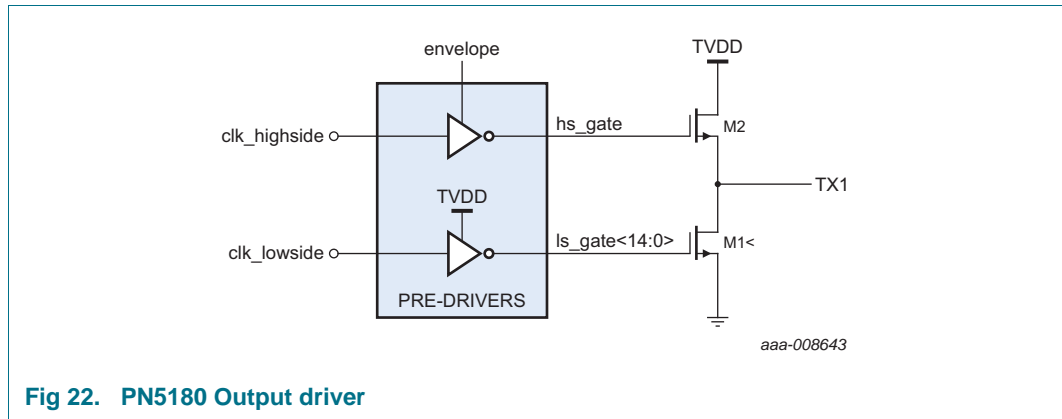 envelope
TVDD
clk_highside
hs_gate
M2
TVDD
TX1
clk_lowside
ls_gate<14:0>
M1<
PRE-DRIVERS
aaa-008643
Fig 22. PN5180 Output driver